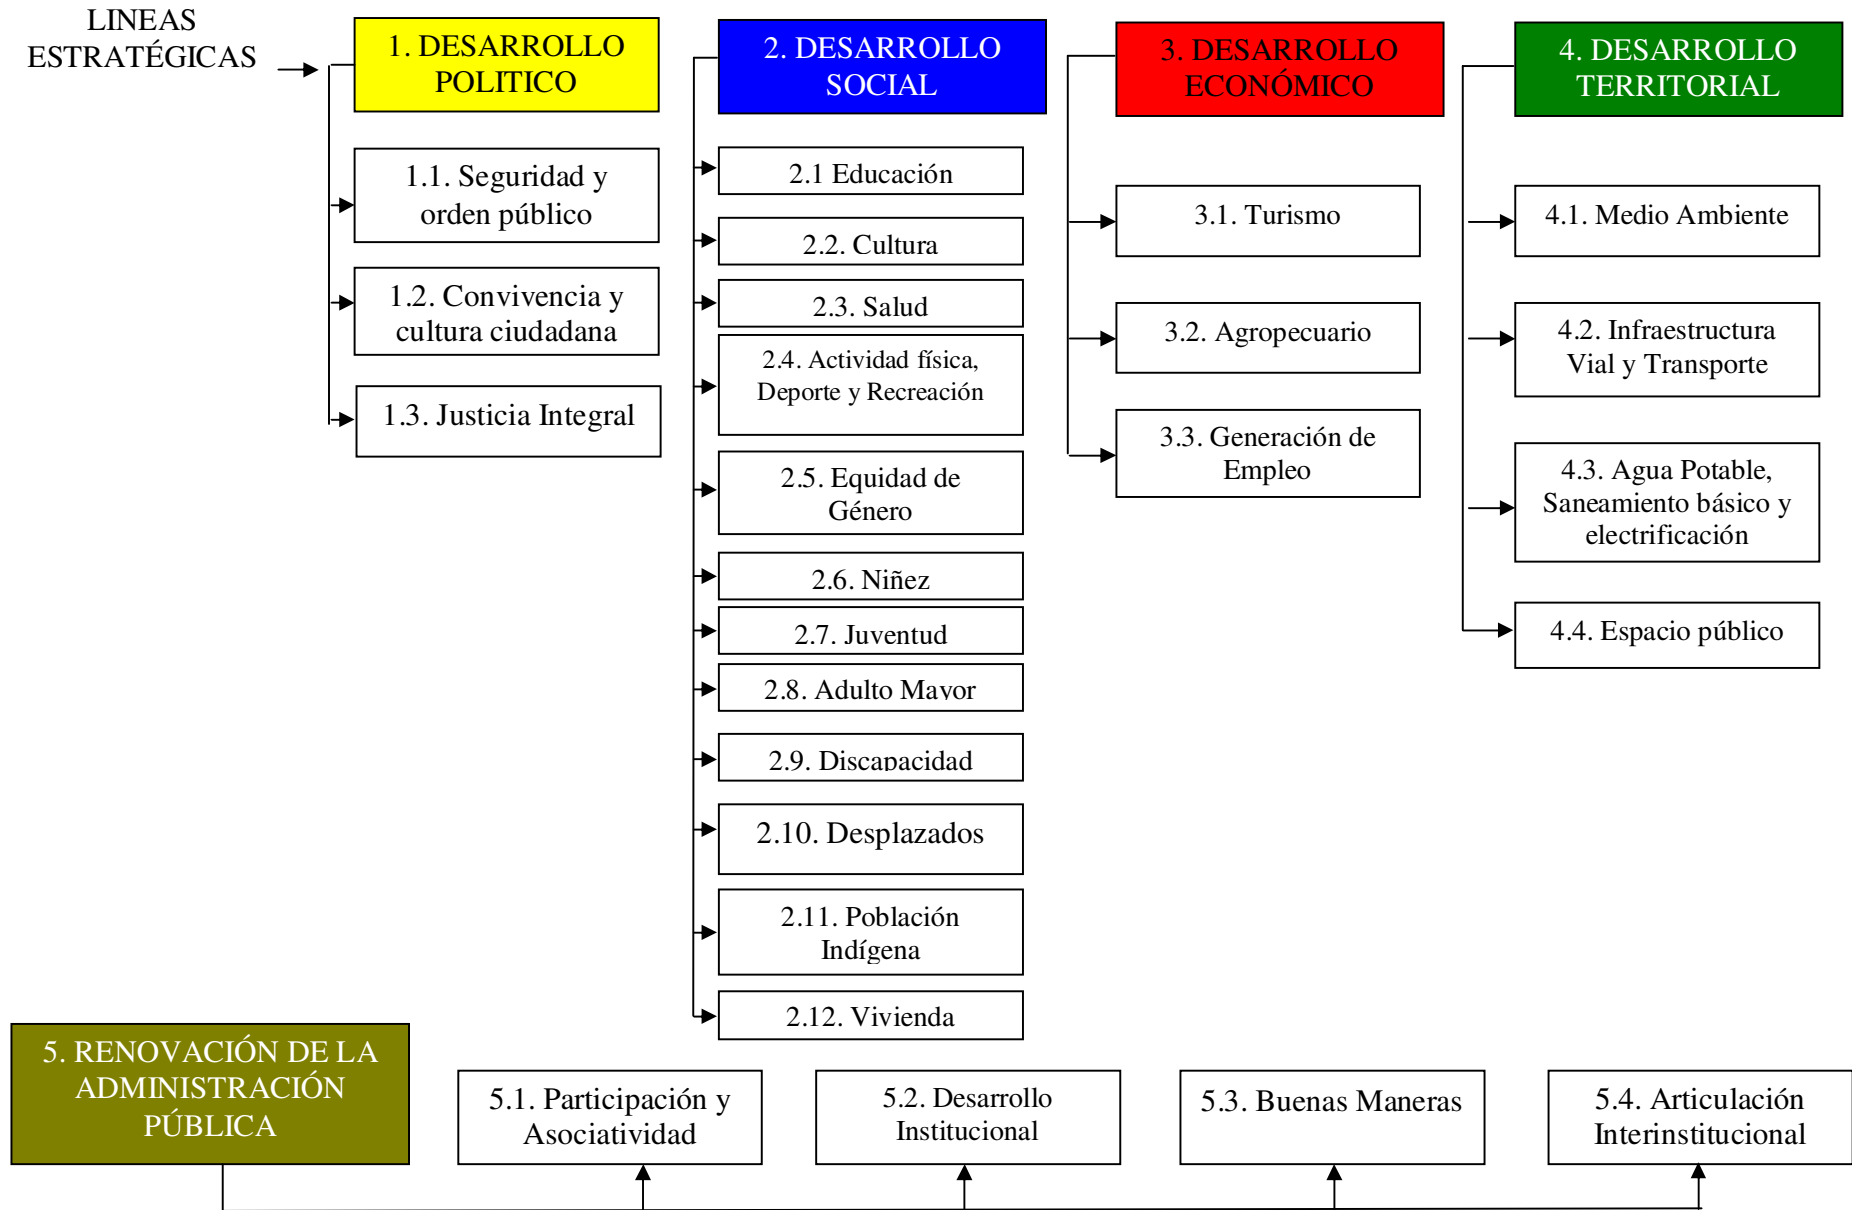 LINEAS
ESTRATÉGICAS
1. DESARROLLO
POLITICO
1.1. Seguridad y
orden público
1.2. Convivencia y
cultura ciudadana
1.3. Justicia Integral
2. DESARROLLO
SOCIAL
2.1 Educación
2.2. Cultura
2.3. Salud
2.4. Actividad física,
Deporte y Recreación
2.5. Equidad de
Género
2.6. Niñez
2.7. Juventud
2.8. Adulto Mayor
2.9. Discapacidad
2.10. Desplazados
2.11. Población
Indígena
2.12. Vivienda
3. DESARROLLO
ECONÓMICO
3.1. Turismo
3.2. Agropecuario
3.3. Generación de
Empleo
4. DESARROLLO
TERRITORIAL
4.1. Medio Ambiente
4.2. Infraestructura
Vial y Transporte
4.3. Agua Potable,
Saneamiento básico y
electrificación
4.4. Espacio público
5. RENOVACIÓN DE LA
ADMINISTRACIÓN
PÚBLICA
5.1. Participación y
Asociatividad
5.2. Desarrollo
Institucional
5.3. Buenas Maneras
5.4. Articulación
Interinstitucional